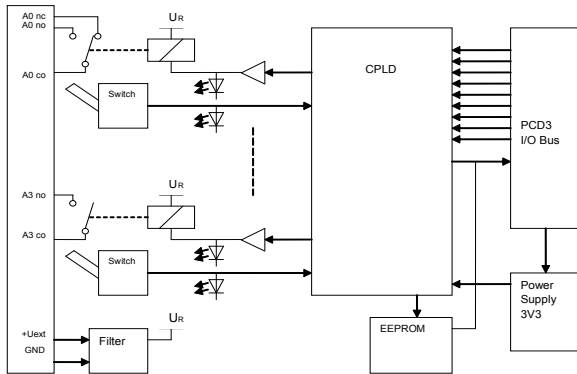 A0 nc
A0 no
UR
A0 co
Switch
CPLD
PCD3
I/O Bus
A3 no
UR
A3 co
Switch
Power
Supply
3V3
UR
+Uext
GND
Filter
EEPROM